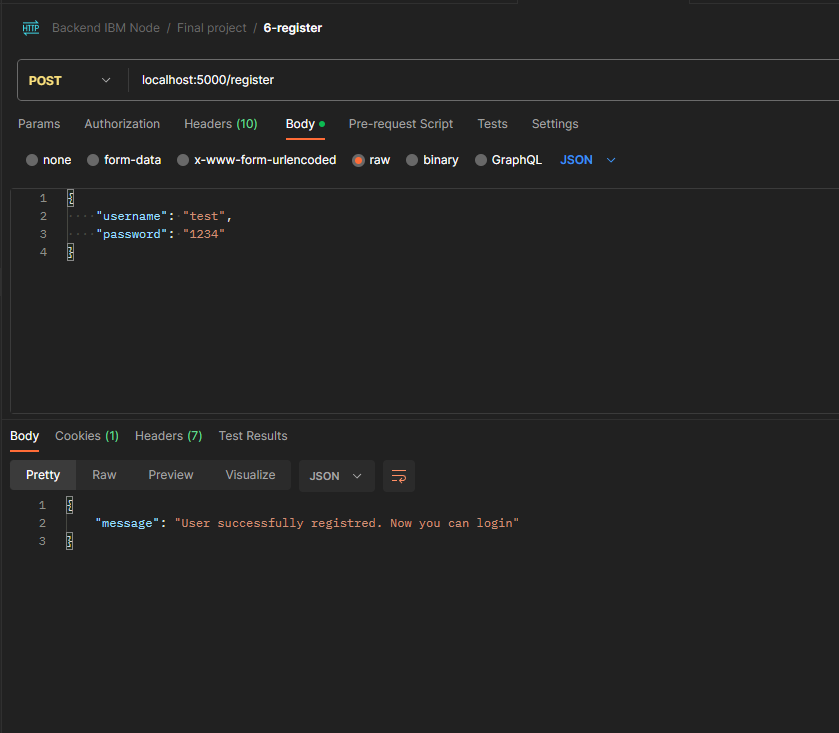 HTTP Backend IBM Node / Final project / 6-register
POST localhost:5000/register
Params Authorization Headers (10) Body Pre-request Script Tests Settings
none form-data x-www-form-urlencoded raw binary GraphQL JSON
1 {
2 "username": "test",
3 "password": "1234"
4 }
Body Cookies (1) Headers (7) Test Results
Pretty Raw Preview Visualize JSON
1 {
2 "message": "User successfully registred. Now you can login"
3 }